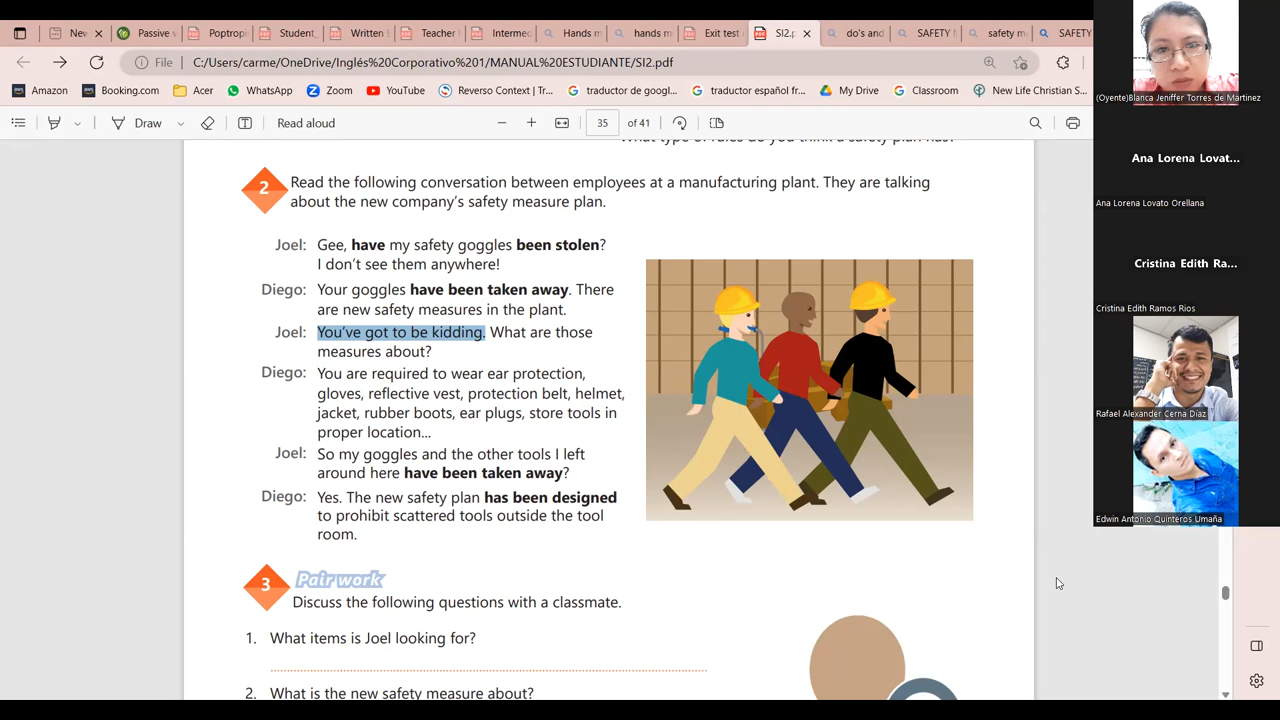 New
Passive v
Poptropi
Student_
Written
Teacher I
Intermed
Hands m
hands m
Exit test
SI2.p
do's and
SAFETY M
safety m
SAFETY
File
C:/Users/carme/OneDrive/Inglés%20Corporativo%201/MANUAL%20ESTUDIANTE/SI2.pdf
Amazon
Booking.com
Acer
WhatsApp
Zoom
YouTube
Reverso Context | Tr...
traductor de googl...
traductor español fr...
My Drive
Classroom
New Life Christian S...
Draw
Read aloud
35
of 41
What type of rules do you think a safety plan has?
2
Read the following conversation between employees at a manufacturing plant. They are talking
about the new company's safety measure plan.
Joel: Gee, have my safety goggles been stolen?
I don't see them anywhere!
Diego: Your goggles have been taken away. There
are new safety measures in the plant.
Joel: You've got to be kidding. What are those
measures about?
Diego: You are required to wear ear protection,
gloves, reflective vest, protection belt, helmet,
jacket, rubber boots, ear plugs, store tools in
proper location...
Joel: So my goggles and the other tools I left
around here have been taken away?
Diego: Yes. The new safety plan has been designed
to prohibit scattered tools outside the tool
room.
3
Pair work
Discuss the following questions with a classmate.
1. What items is Joel looking for?
2. What is the new safety measure about?
(Oyente)Blanca Jeniffer Torres de Martinez
Ana Lorena Lovat...
Ana Lorena Lovato Orellana
Cristina Edith Ra...
Cristina Edith Ramos Rios
Rafael Alexander Cerna Díaz
Edwin Antonio Quinteros Umaña